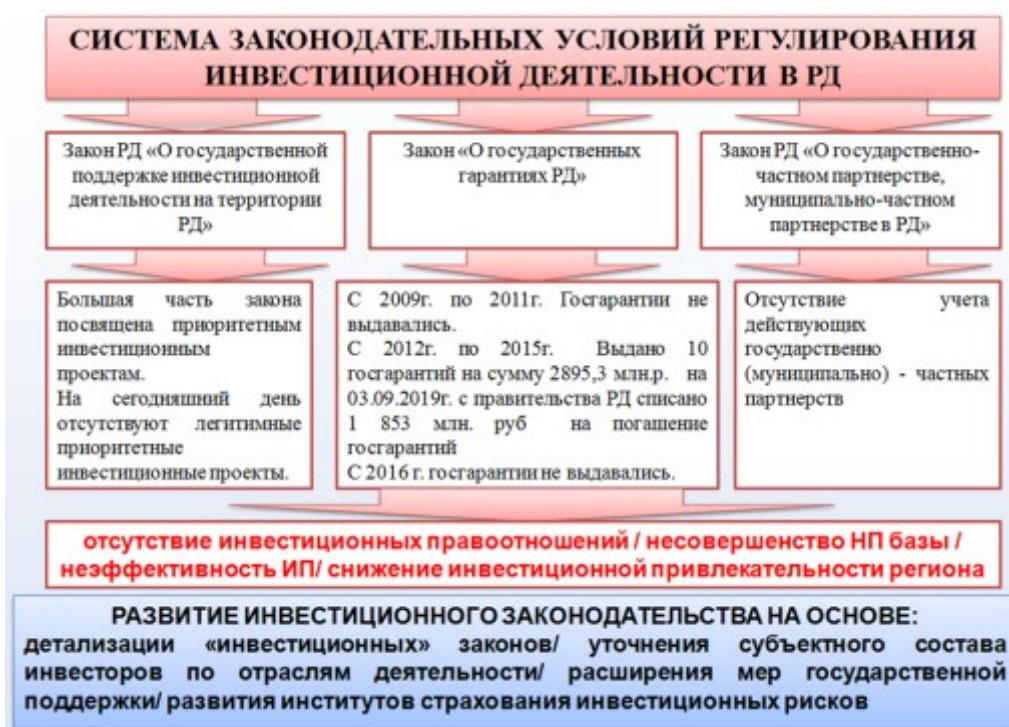 СИСТЕМА ЗАКОНОДАТЕЛЬНЫХ УСЛОВИЙ РЕГУЛИРОВАНИЯ
ИНВЕСТИЦИОННОЙ ДЕЯТЕЛЬНОСТИ В РД
Закон РД «О государственной
поддержке инвестиционной
деятельности на территории
РД»
Закон «О государственных
гарантиях РД»
Закон РД «О государственно-
частном партнерстве,
муниципально-частном
партнерстве в РД»
Большая часть закона
посвящена приоритетным
инвестиционным
проектам.
На сегодняшний день
отсутствуют легитимные
приоритетные
инвестиционные проекты.
С 2009г. по 2011г. Госгарантии не
выдавались.
С 2012г. по 2015г. Выдано 10
госгарантий на сумму 2895,3 млн.р. на
03.09.2019г. с правительства РД списано
1 853 млн. руб на погашение
госгарантий
С 2016 г. госгарантии не выдавались.
Отсутствие учета
действующих
государственно
(муниципально) - частных
партнерств
отсутствие инвестиционных правоотношений / несовершенство НП базы /
неэффективность ИП/ снижение инвестиционной привлекательности региона
РАЗВИТИЕ ИНВЕСТИЦИОННОГО ЗАКОНОДАТЕЛЬСТВА НА ОСНОВЕ:
детализации «инвестиционных» законов/ уточнения субъектного состава
инвесторов по отраслям деятельности/ расширения мер государственной
поддержки/ развития институтов страхования инвестиционных рисков